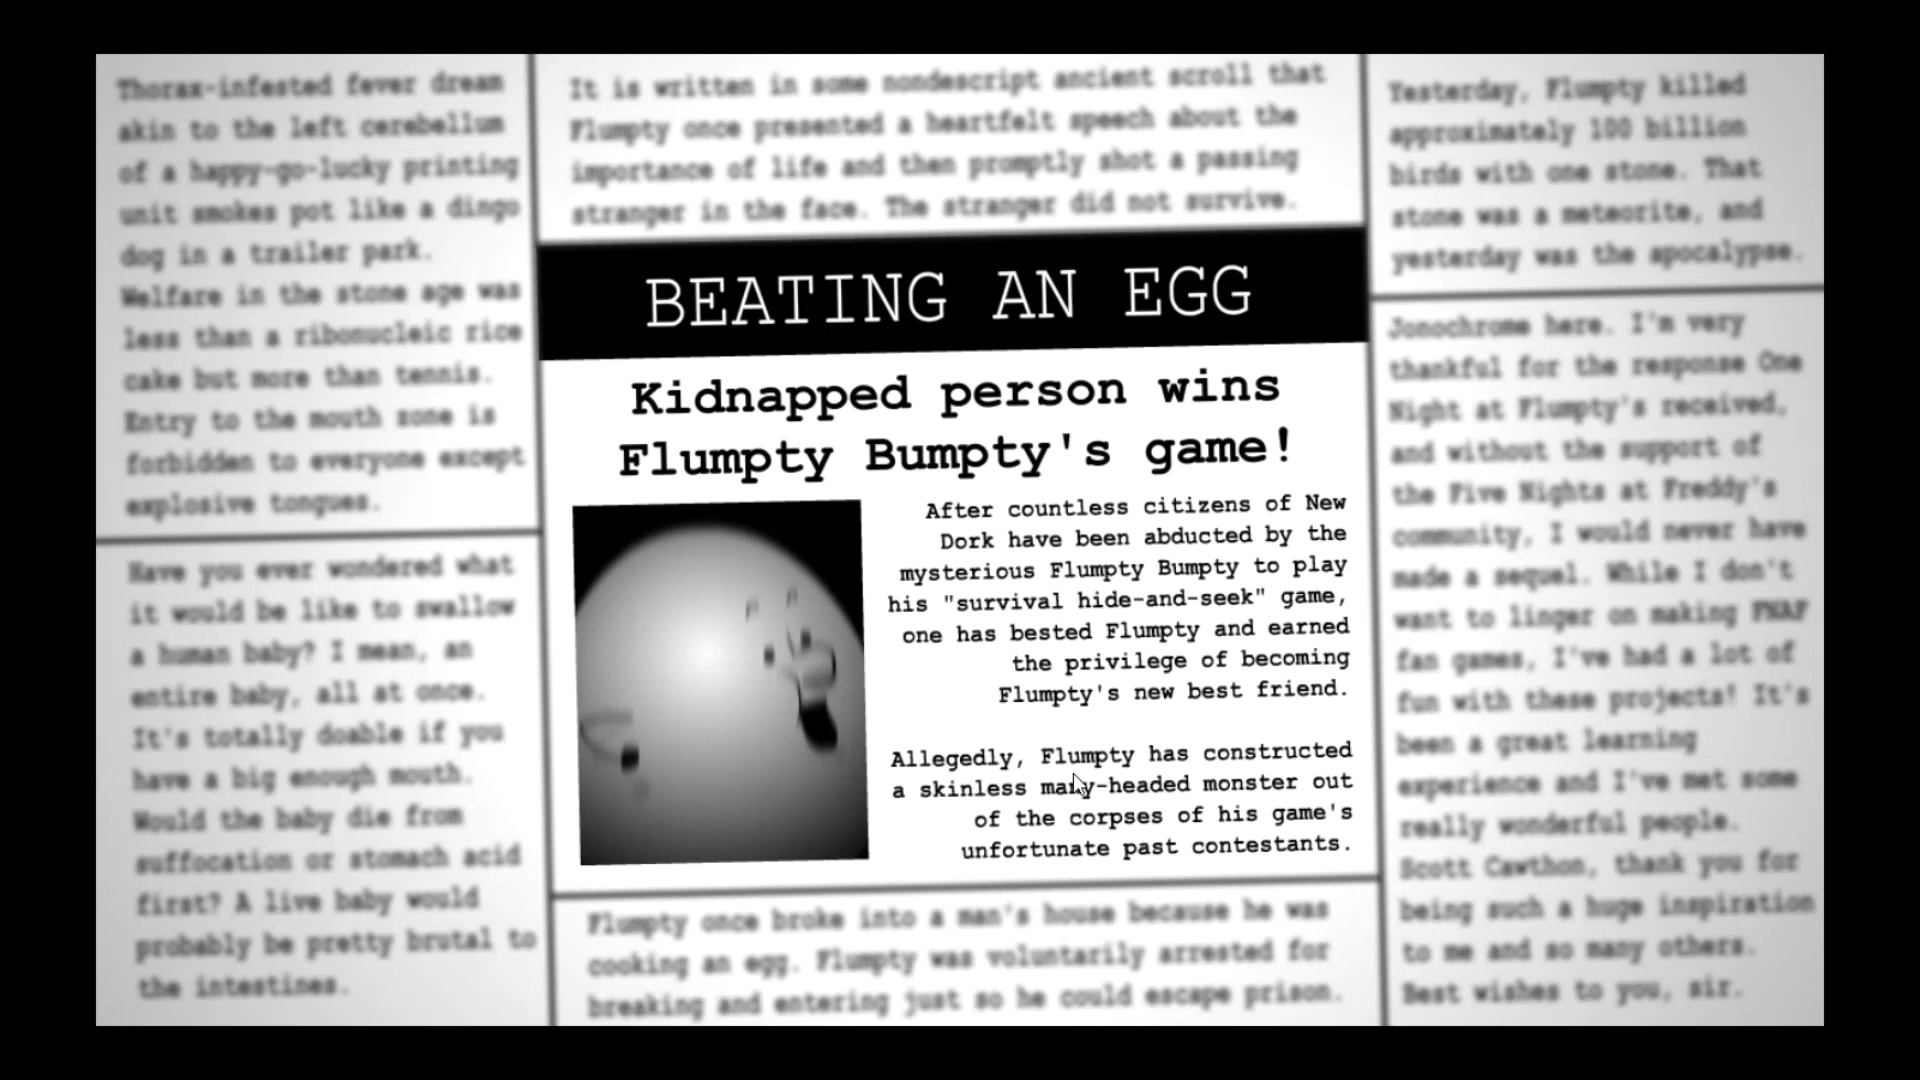 Thorax-infested fever dream
akin to the left cerebellum
of a happy-go-lucky printing
unit smokes pot like a dingo
dog in a trailer park.
Welfare in the stone age was
less than a ribonucleic rice
cake but more than tennis.
Entry to the mouth zone is
forbidden to everyone except
explosive tongues.
Have you ever wondered what
it would be like to swallow
a human baby? I mean, an
entire baby, all at once.
It's totally doable if you
have a big enough mouth.
Would the baby die from
suffocation or stomach acid
first? A live baby would
probably be pretty brutal to
the intestines.
It is written in some nondescript ancient scroll that
Flumpty once presented a heartfelt speech about the
importance of life and then promptly shot a passing
stranger in the face. The stranger did not survive.
BEATING AN EGG
Kidnapped person wins
Flumpty Bumpty's game!
After countless citizens of New
Dork have been abducted by the
mysterious Flumpty Bumpty to play
his "survival hide-and-seek" game,
one has bested Flumpty and earned
the privilege of becoming
Flumpty's new best friend.
Allegedly, Flumpty has constructed
a skinless many-headed monster out
of the corpses of his game's
unfortunate past contestants.
Flumpty once broke into a man's house because he was
cooking an egg. Flumpty was voluntarily arrested for
breaking and entering just so he could escape prison.
Yesterday, Flumpty killed
approximately 100 billion
birds with one stone. That
stone was a meteorite, and
yesterday was the apocalypse.
Jonochrome here. I'm very
thankful for the response One
Night at Flumpty's received,
and without the support of
the Five Nights at Freddy's
community, I would never have
made a sequel. While I don't
want to linger on making FNAF
fan games, I've had a lot of
fun with these projects! It's
been a great learning
experience and I've met some
really wonderful people.
Scott Cawthon, thank you for
being such a huge inspiration
to me and so many others.
Best wishes to you, sir.